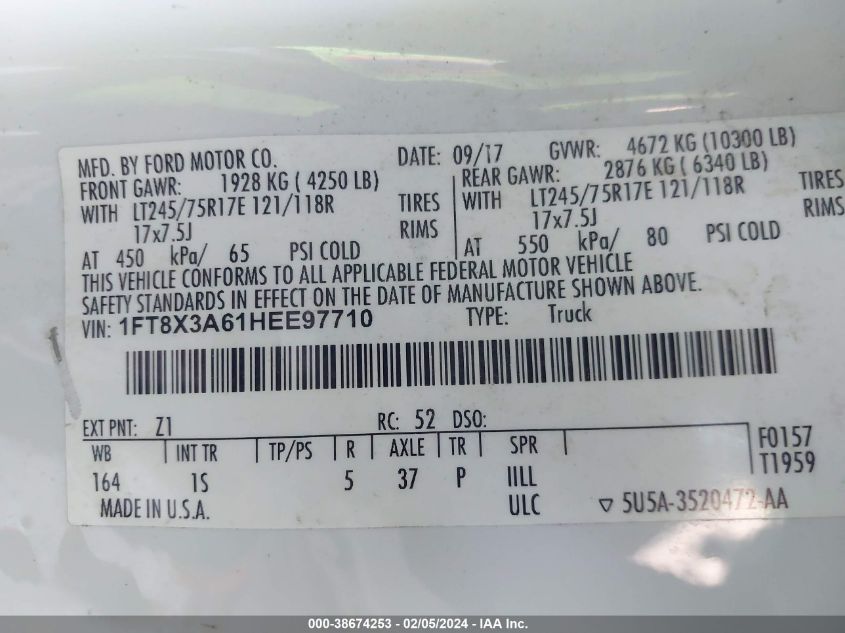 MFD. BY FORD MOTOR CO. DATE: 09/17 GVWR: 4672 KG (10300 LB)
FRONT GAWR: 1928 KG ( 4250 LB) REAR GAWR: 2876 KG ( 6340 LB)
WITH LT245/75R17E 121/118R TIRES WITH LT245/75R17E 121/118R TIRES
17x7.5J RIMS 17x7.5J RIMS
AT 450 kPa/ 65 PSI COLD AT 550 kPa/ 80 PSI COLD
THIS VEHICLE CONFORMS TO ALL APPLICABLE FEDERAL MOTOR VEHICLE
SAFETY STANDARDS IN EFFECT ON THE DATE OF MANUFACTURE SHOWN ABOVE.
VIN: 1FT8X3A61HEE97710 TYPE: Truck
EXT PNT: Z1 RC: 52 DSO:
WB INT TR TP/PS R AXLE TR SPR F0157
164 1S 5 37 P IILL T1959
MADE IN U.S.A. ULC ▽ 5U5A-3520472-AA
000-38674253 - 02/05/2024 - IAA Inc.